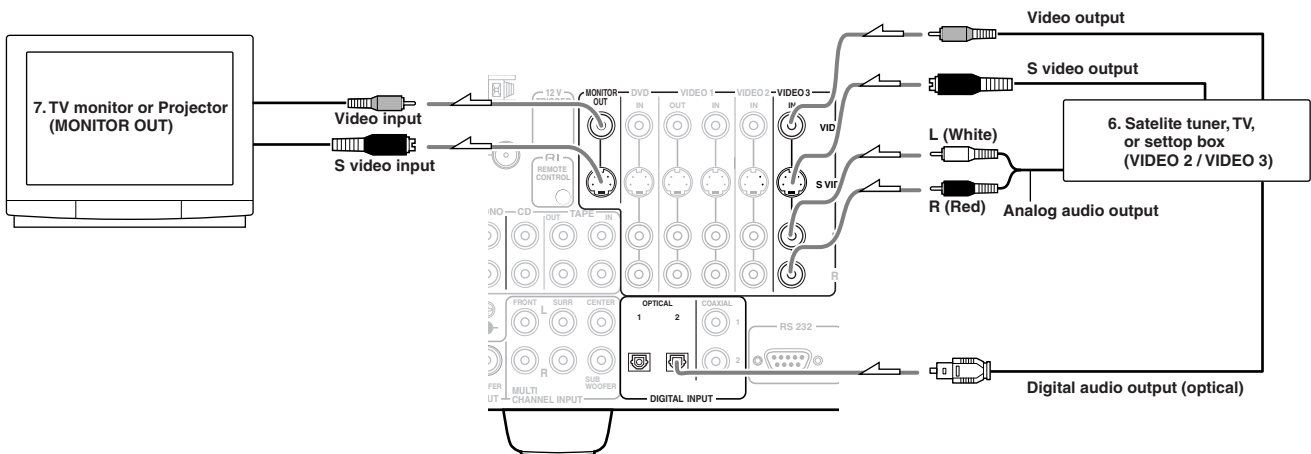 Video output
S video output
7. TV monitor or Projector
(MONITOR OUT)
Video input
S video input
12 V
MONITOR
OUT
DVD
IN
VIDEO 1
OUT
IN
VIDEO 2
IN
VIDEO 3
IN
VID
S VID
RI
REMOTE
CONTROL
CD
TAPE
OUT
IN
R
L (White)
R (Red)
Analog audio output
6. Satelite tuner, TV,
or settop box
(VIDEO 2 / VIDEO 3)
FRONT
SURR
CENTER
L
R
SUB
WOOFER
MULTI
CHANNEL INPUT
OPTICAL
1
2
COAXIAL
1
2
DIGITAL INPUT
RS 232
Digital audio output (optical)